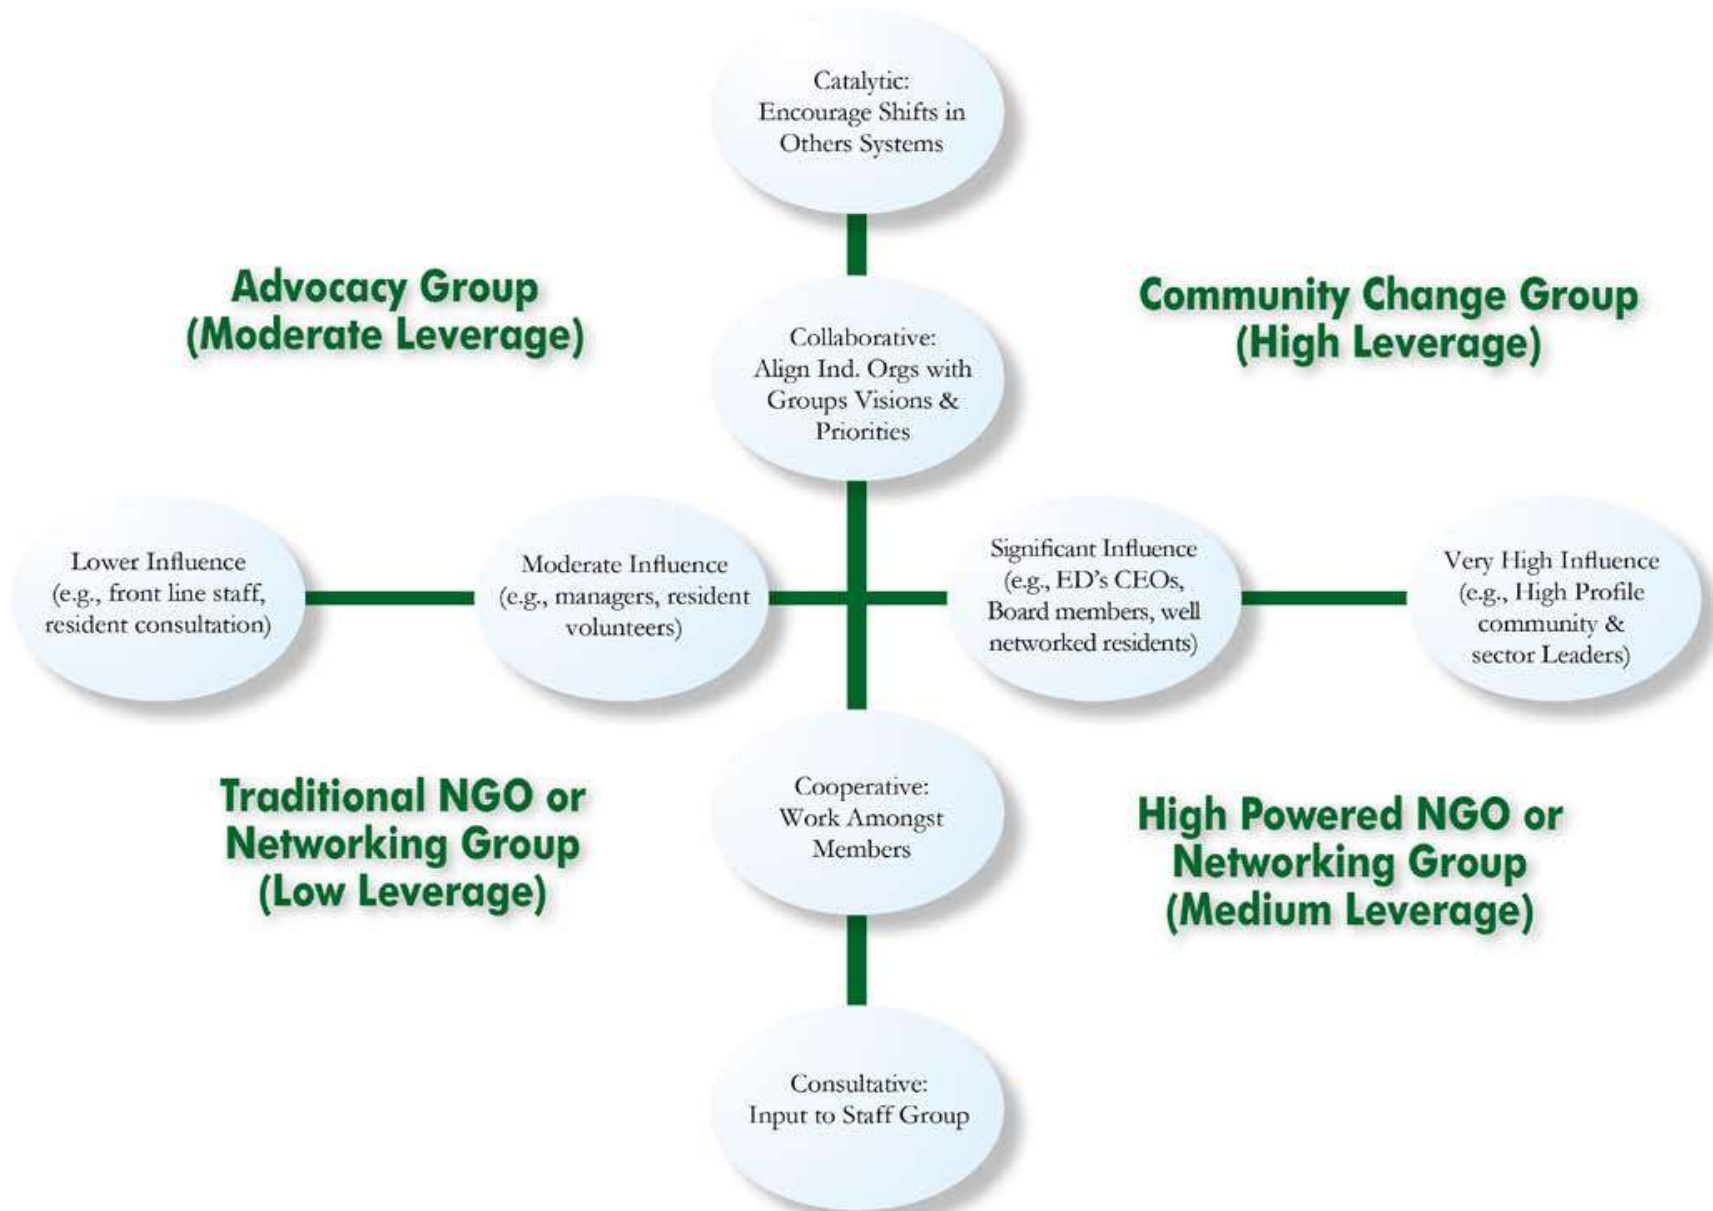 Catalytic:
Encourage Shifts in
Others Systems
Advocacy Group
(Moderate Leverage)
Community Change Group
(High Leverage)
Collaborative:
Align Ind. Orgs with
Groups Visions &
Priorities
Lower Influence
(e.g., front line staff,
resident consultation)
Moderate Influence
(e.g., managers, resident
volunteers)
Significant Influence
(e.g., ED's CEOs,
Board members, well
networked residents)
Very High Influence
(e.g., High Profile
community &
sector Leaders)
Traditional NGO or
Networking Group
(Low Leverage)
Cooperative:
Work Amongst
Members
High Powered NGO or
Networking Group
(Medium Leverage)
Consultative:
Input to Staff Group